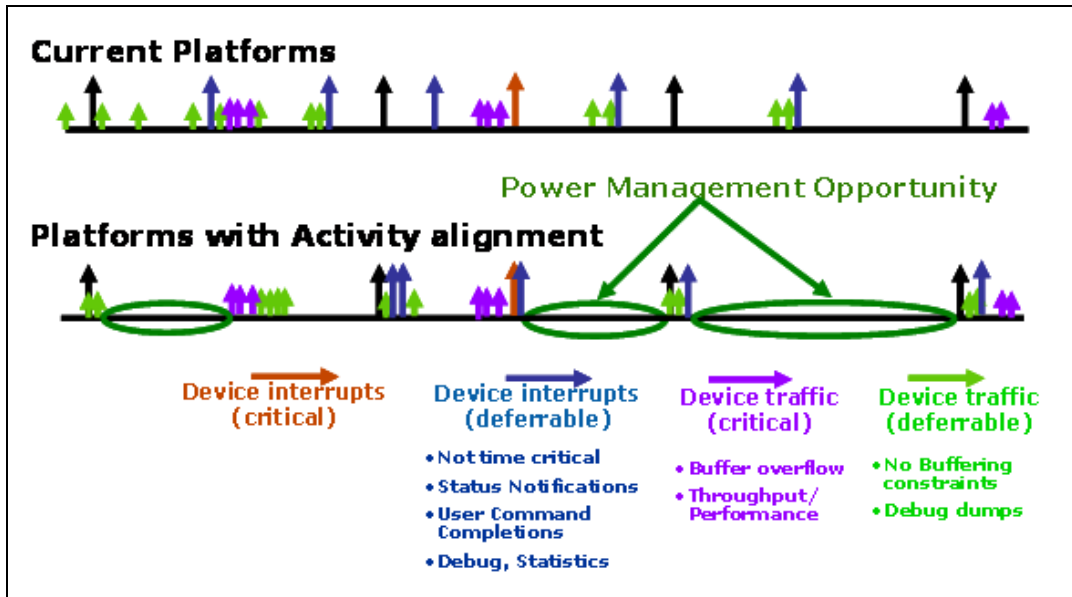 Current Platforms
Power Management Opportunity
Platforms with Activity alignment
Device interrupts
(critical)
Device interrupts
(deferrable)
• Not time critical
• Status Notifications
• User Command
Completions
• Debug, Statistics
Device traffic
(critical)
• Buffer overflow
• Throughput/
Performance
Device traffic
(deferrable)
• No Buffering
constraints
• Debug dumps